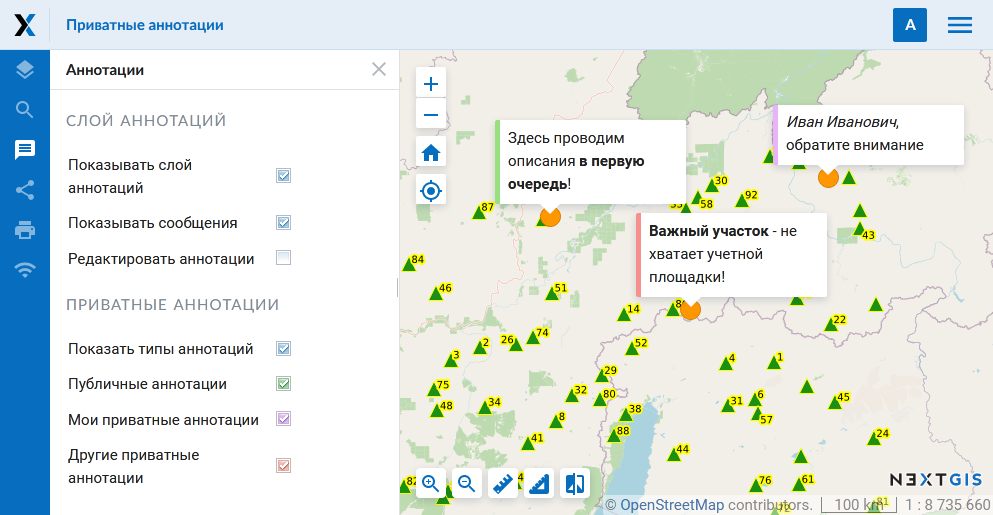 Приватные аннотации
A
Аннотации
СЛОЙ АННОТАЦИЙ
Показывать слой
аннотаций
Показывать сообщения
Редактировать аннотации
ПРИВАТНЫЕ АННОТАЦИИ
Показать типы аннотаций
Публичные аннотации
Мои приватные аннотации
Другие приватные
аннотации
Здесь проводим
описания в первую
очередь!
Иван Иванович,
обратите внимание
Важный участок - не
хватает учетной
площадки!
30
92
58
87
43
84
46
51
14
22
74
26
2
52
3
4
1
29
75
32
80
6
31
45
48
34
38
57
8
88
24
41
44
82
76
61
81
72
NEXTGIS
© OpenStreetMap contributors.
100 km
1 : 8 735 660